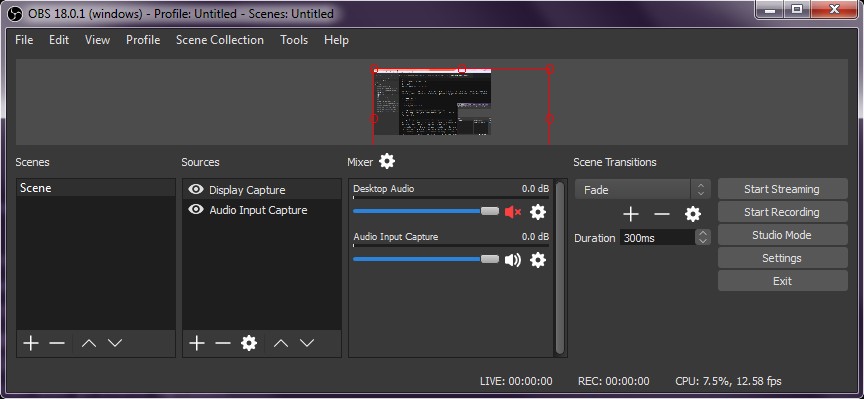 OBS 18.0.1 (windows) - Profile: Untitled - Scenes: Untitled
File Edit View Profile Scene Collection Tools Help
Scenes
Scene
Sources
Display Capture
Audio Input Capture
Mixer
Desktop Audio 0.0 dB
Audio Input Capture 0.0 dB
Scene Transitions
Fade
Duration 300ms
Start Streaming
Start Recording
Studio Mode
Settings
Exit
LIVE: 00:00:00 REC: 00:00:00 CPU: 7.5%, 12.58 fps